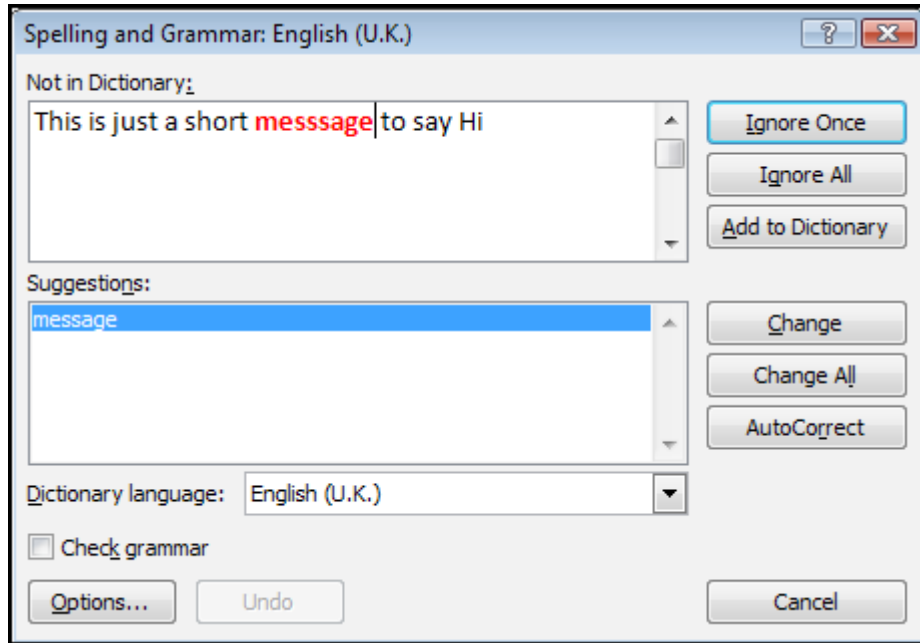 Spelling and Grammar: English (U.K.)
Not in Dictionary:
This is just a short messsage to say Hi
Ignore Once
Ignore All
Add to Dictionary
Suggestions:
message
Change
Change All
AutoCorrect
Dictionary language: English (U.K.)
Check grammar
Options... Undo Cancel